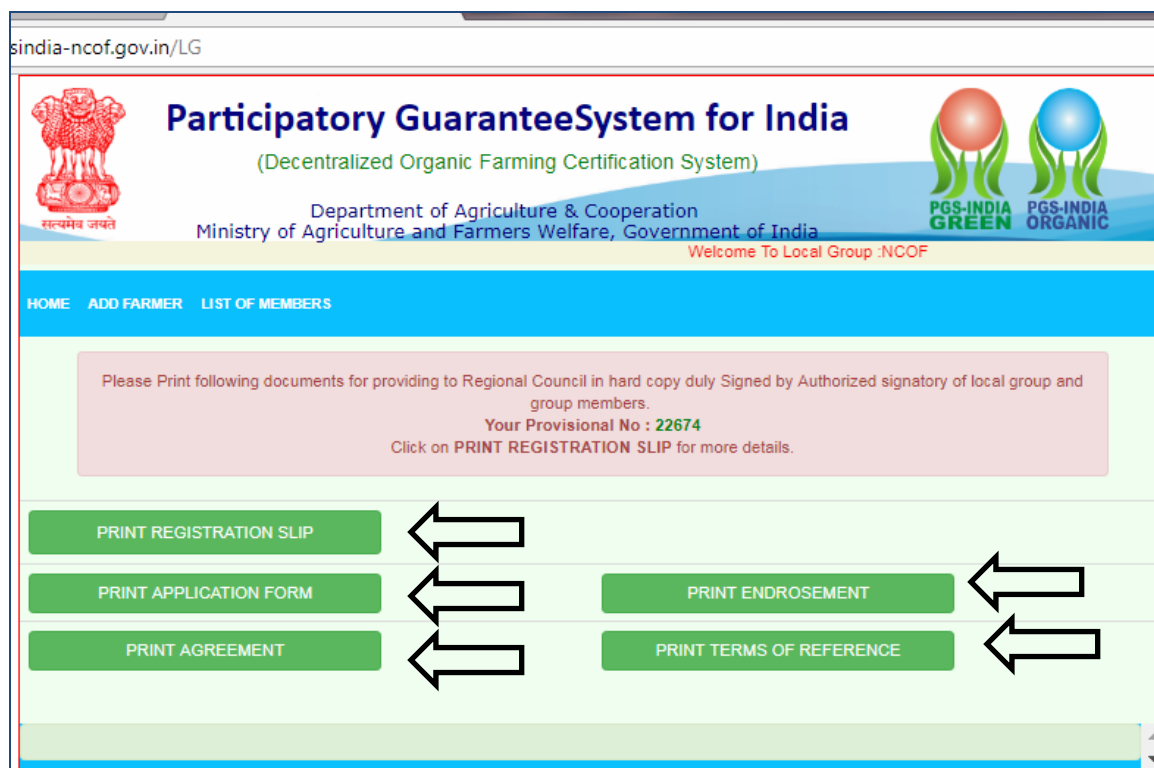 sindia-ncof.gov.in/LG
Participatory GuaranteeSystem for India
(Decentralized Organic Farming Certification System)
Department of Agriculture & Cooperation
Ministry of Agriculture and Farmers Welfare, Government of India
सत्यमेव जयते
PGS-INDIA
GREEN
PGS-INDIA
ORGANIC
Welcome To Local Group :NCOF
HOME ADD FARMER LIST OF MEMBERS
Please Print following documents for providing to Regional Council in hard copy duly Signed by Authorized signatory of local group and
group members.
Your Provisional No : 22674
Click on PRINT REGISTRATION SLIP for more details.
PRINT REGISTRATION SLIP
PRINT APPLICATION FORM
PRINT ENDROSEMENT
PRINT AGREEMENT
PRINT TERMS OF REFERENCE